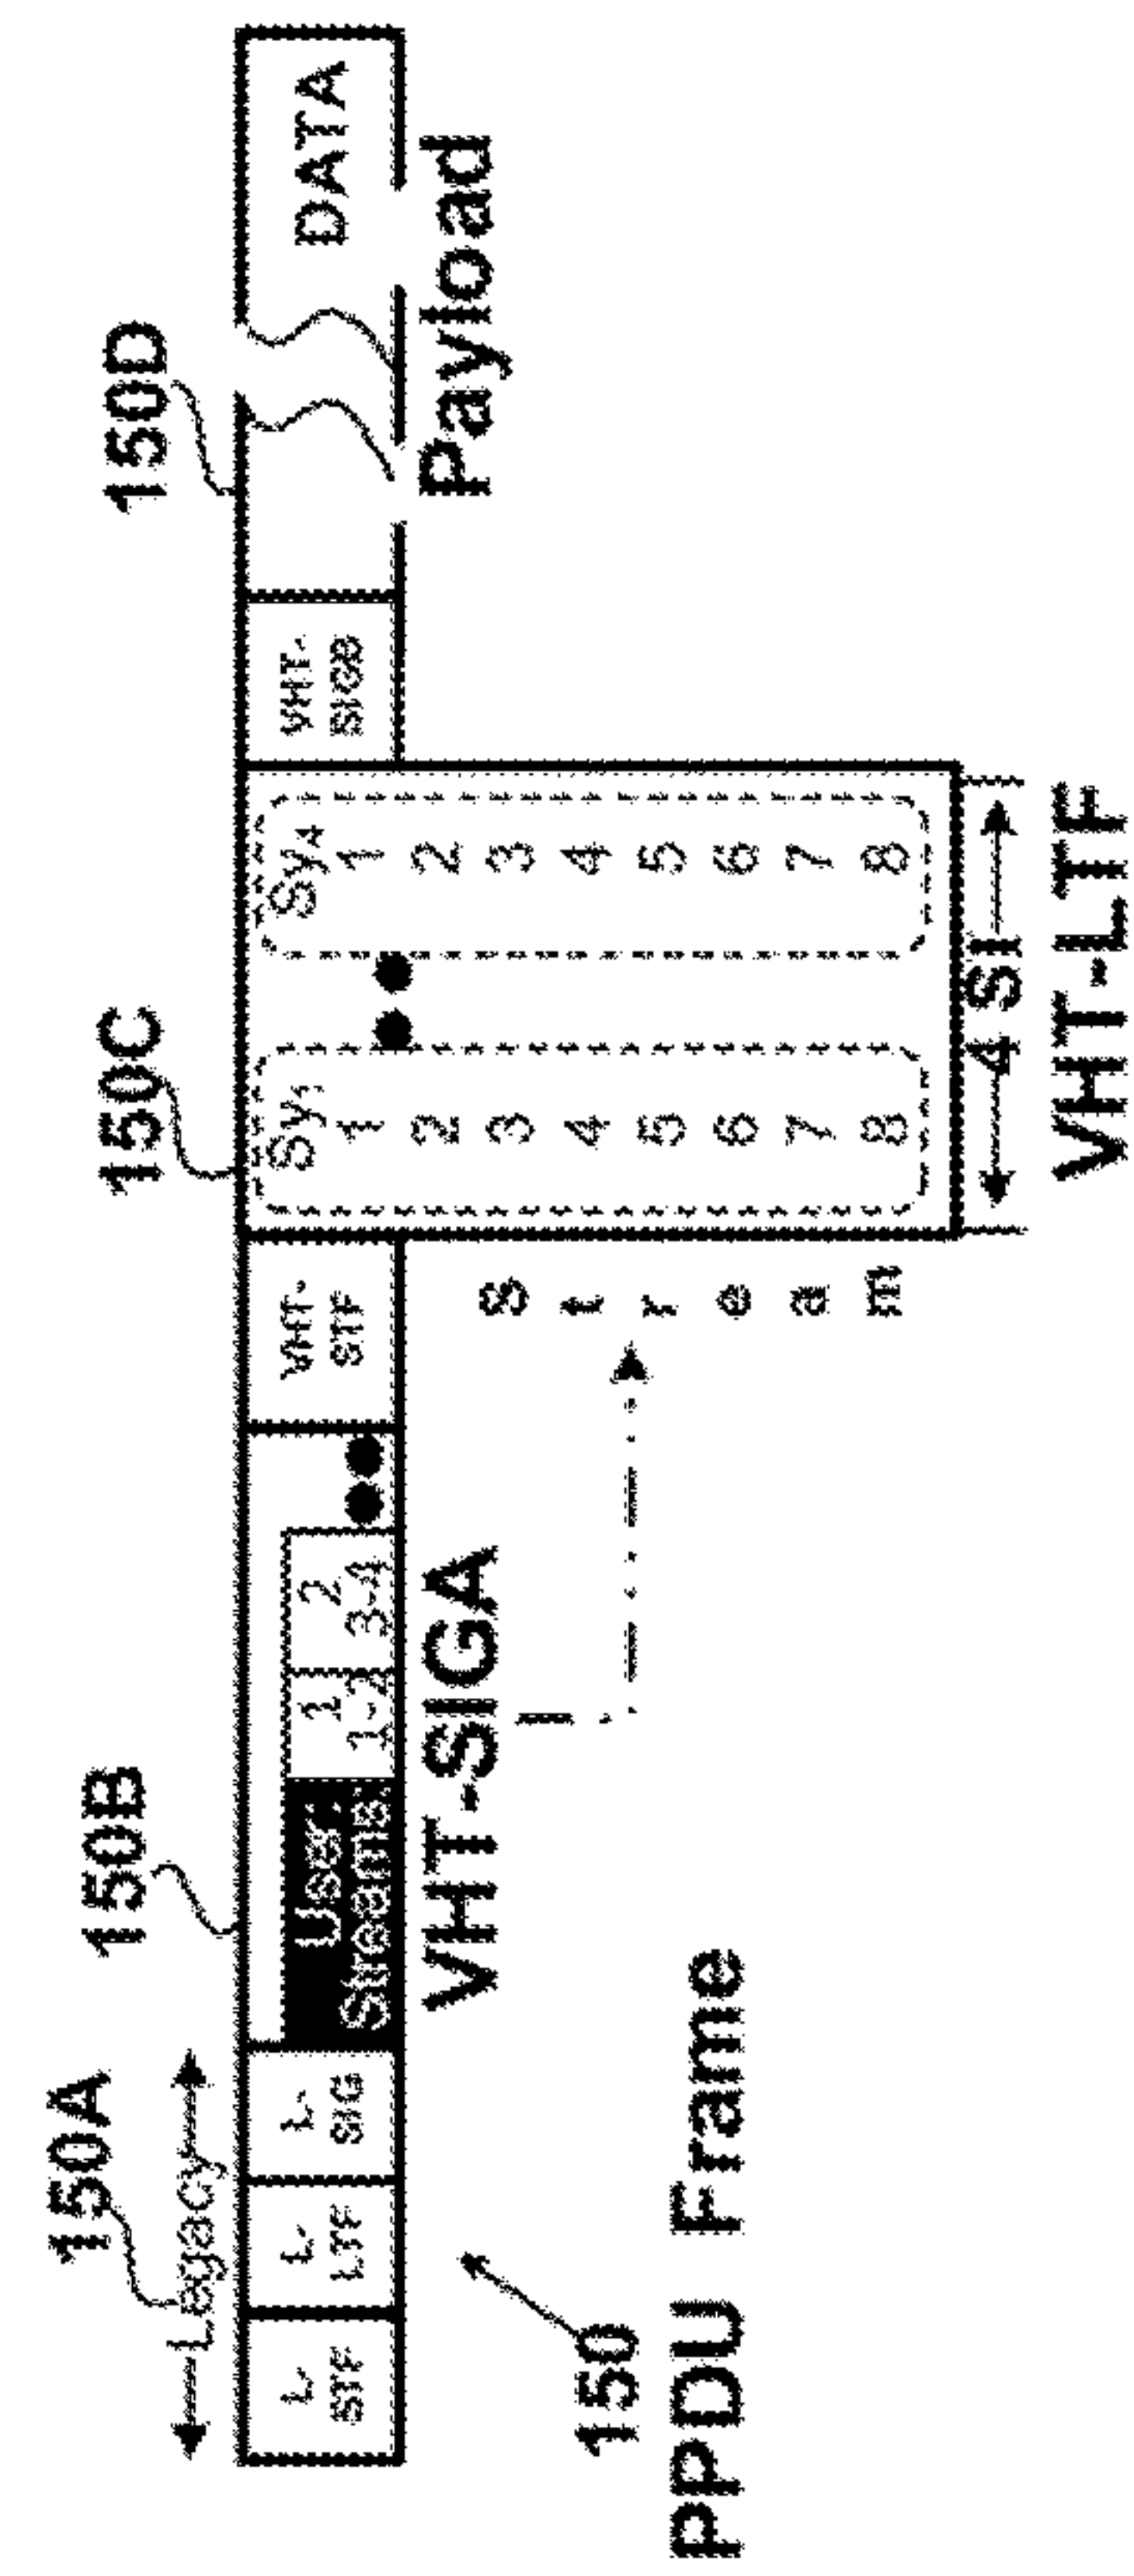 150A
150B
150C
150D
Legacy
L-
STF
L-
LTF
L-
SIG
User
Streams
1
1-2
2
3-4
VHT-
STF
Sy1
1
2
3
4
5
6
7
8
Sy4
1
2
3
4
5
6
7
8
VHT-
SIGB
DATA
VHT-SIGA
Stream
Payload
150
4 SI
PPDU Frame
VHT-LTF